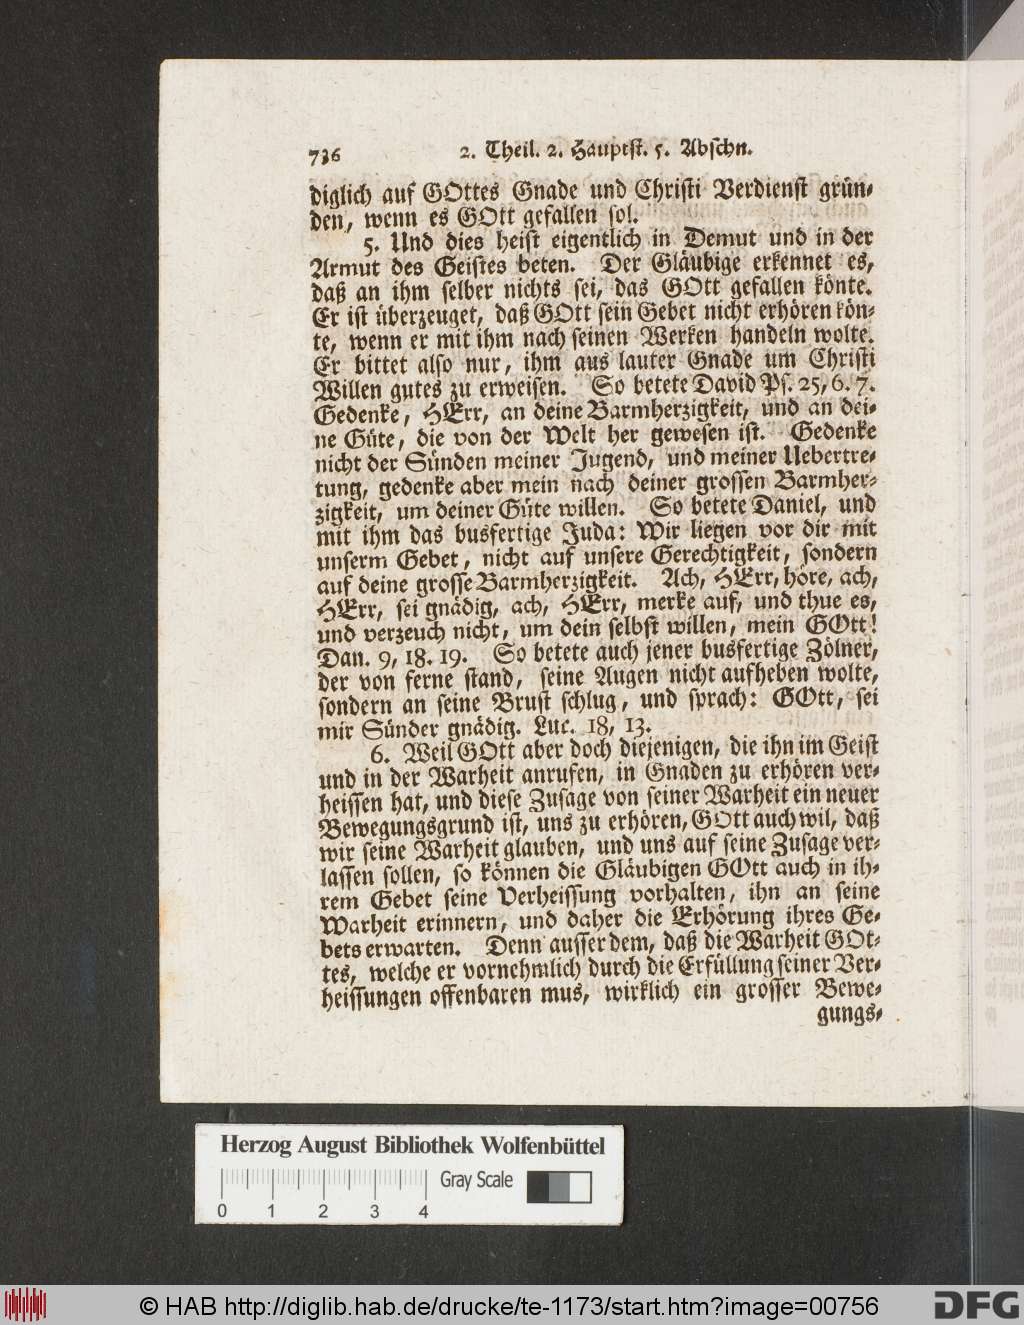 736 2. Theil. 2. Hauptst. 5. Abschn.
diglich auf GOttes Gnade und Christi Verdienst grün-
den, wenn es GOtt gefallen sol.
5. Und dies heist eigentlich in Demut und in der
Armut des Geistes beten. Der Gläubige erkennet es,
daß an ihm selber nichts sei, das GOtt gefallen könte.
Er ist überzeuget, daß GOtt sein Gebet nicht erhören kön-
te, wenn er mit ihm nach seinen Werken handeln wolte.
Er bittet also nur, ihm aus lauter Gnade um Christi
Willen gutes zu erweisen. So betete David Ps. 25, 6. 7.
Gedenke, HErr, an deine Barmherzigkeit, und an dei-
ne Güte, die von der Welt her gewesen ist. Gedenke
nicht der Sünden meiner Jugend, und meiner Uebertre-
tung, gedenke aber mein nach deiner grossen Barmher-
zigkeit, um deiner Güte willen. So betete Daniel, und
mit ihm das busfertige Juda: Wir liegen vor dir mit
unserm Gebet, nicht auf unsere Gerechtigkeit, sondern
auf deine grosse Barmherzigkeit. Ach, HErr, höre, ach,
HErr, sei gnädig, ach, HErr, merke auf, und thue es,
und verzeuch nicht, um dein selbst willen, mein GOtt!
Dan. 9, 18. 19. So betete auch jener busfertige Zölner,
der von ferne stand, seine Augen nicht aufheben wolte,
sondern an seine Brust schlug, und sprach: GOtt, sei
mir Sünder gnädig. Luc. 18, 13.
6. Weil GOtt aber doch diejenigen, die ihn im Geist
und in der Warheit anrufen, in Gnaden zu erhören ver-
heissen hat, und diese Zusage von seiner Warheit ein neuer
Bewegungsgrund ist, uns zu erhören, GOtt auch wil, daß
wir seine Warheit glauben, und uns auf seine Zusage ver-
lassen sollen, so können die Gläubigen GOtt auch in ih-
rem Gebet seine Verheissung vorhalten, ihn an seine
Warheit erinnern, und daher die Erhörung ihres Ge-
bets erwarten. Denn ausser dem, daß die Warheit GOt-
tes, welche er vornehmlich durch die Erfüllung seiner Ver-
heissungen offenbaren mus, wirklich ein grosser Bewe-
gungs-
Herzog August Bibliothek Wolfenbüttel
Gray Scale
0 1 2 3 4
© HAB http://diglib.hab.de/drucke/te-1173/start.htm?image=00756
DFG